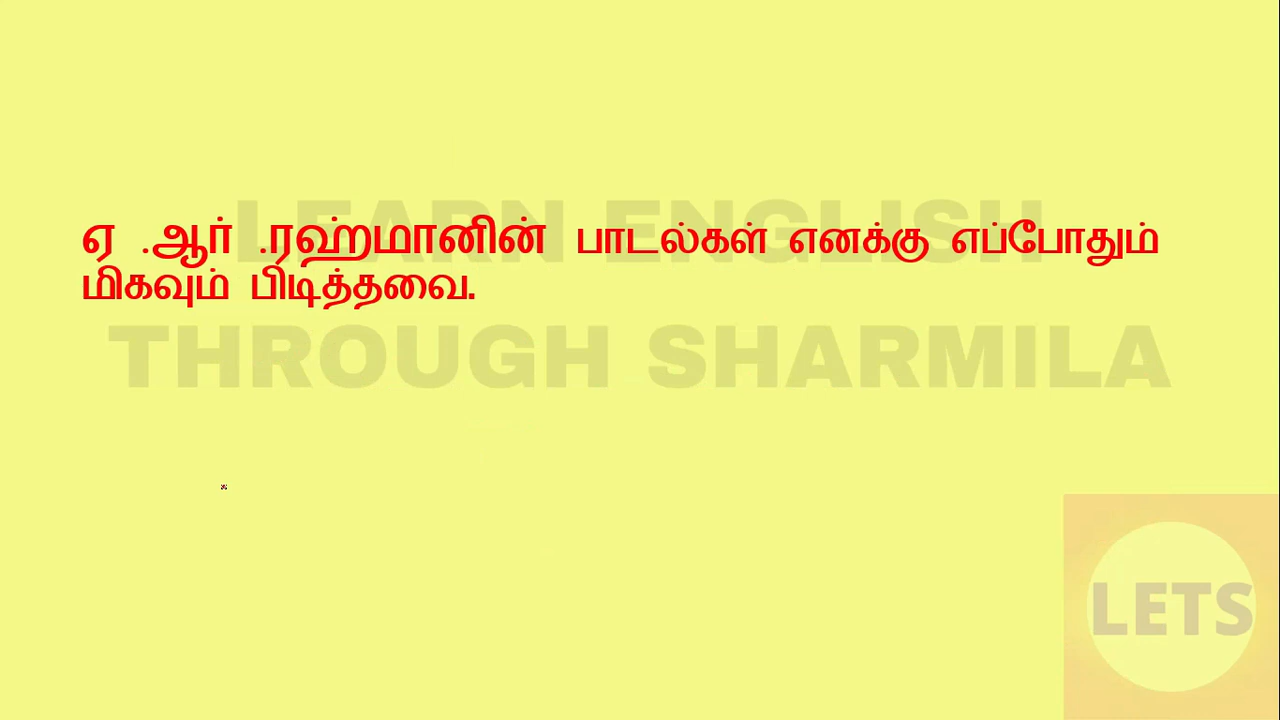 LEARN ENGLISH
ஏ .ஆர் .ரஹ்மானின் பாடல்கள் எனக்கு எப்போதும்
மிகவும் பிடித்தவை.
THROUGH SHARMILA
LETS